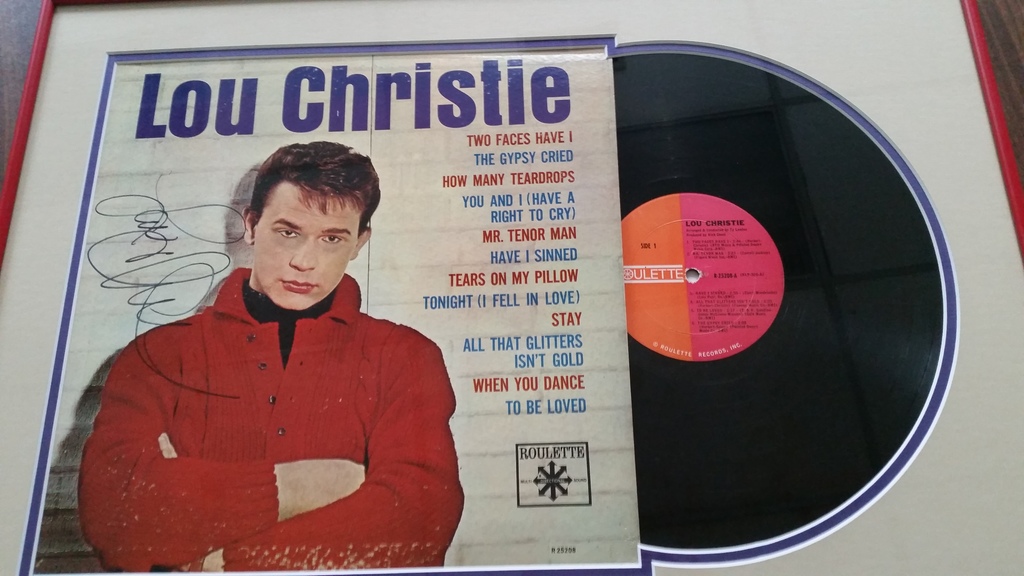 Lou Christie
TWO FACES HAVE I
THE GYPSY CRIED
HOW MANY TEARDROPS
YOU AND I (HAVE A
RIGHT TO CRY)
MR. TENOR MAN
HAVE I SINNED
TEARS ON MY PILLOW
TONIGHT (I FELL IN LOVE)
STAY
ALL THAT GLITTERS
ISN'T GOLD
WHEN YOU DANCE
TO BE LOVED
ROULETTE
R 25208
LOU CHRISTIE
SIDE 1
ROULETTE
R 25208-A
© ROULETTE RECORDS, INC.